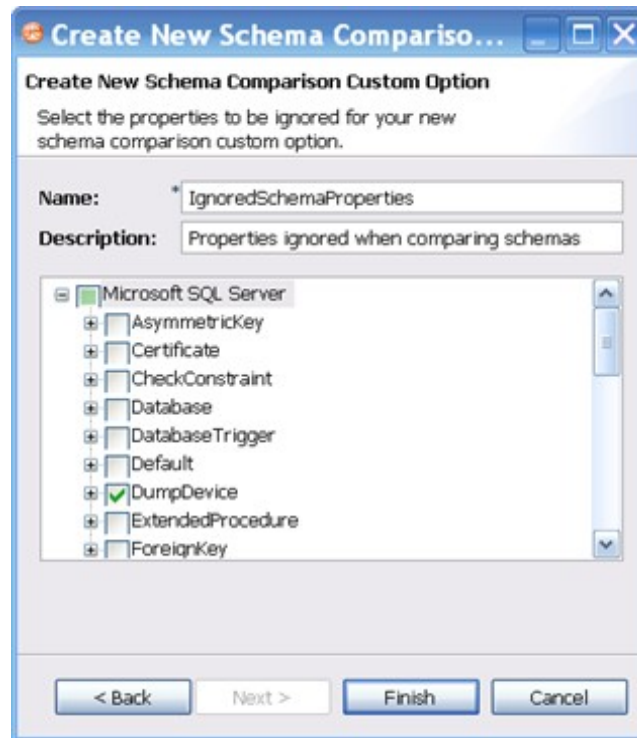 Create New Schema Compariso...
Create New Schema Comparison Custom Option
Select the properties to be ignored for your new
schema comparison custom option.
Name: * IgnoredSchemaProperties
Description: Properties ignored when comparing schemas
Microsoft SQL Server
AsymmetricKey
Certificate
CheckConstraint
Database
DatabaseTrigger
Default
DumpDevice
ExtendedProcedure
ForeignKey
< Back Next > Finish Cancel